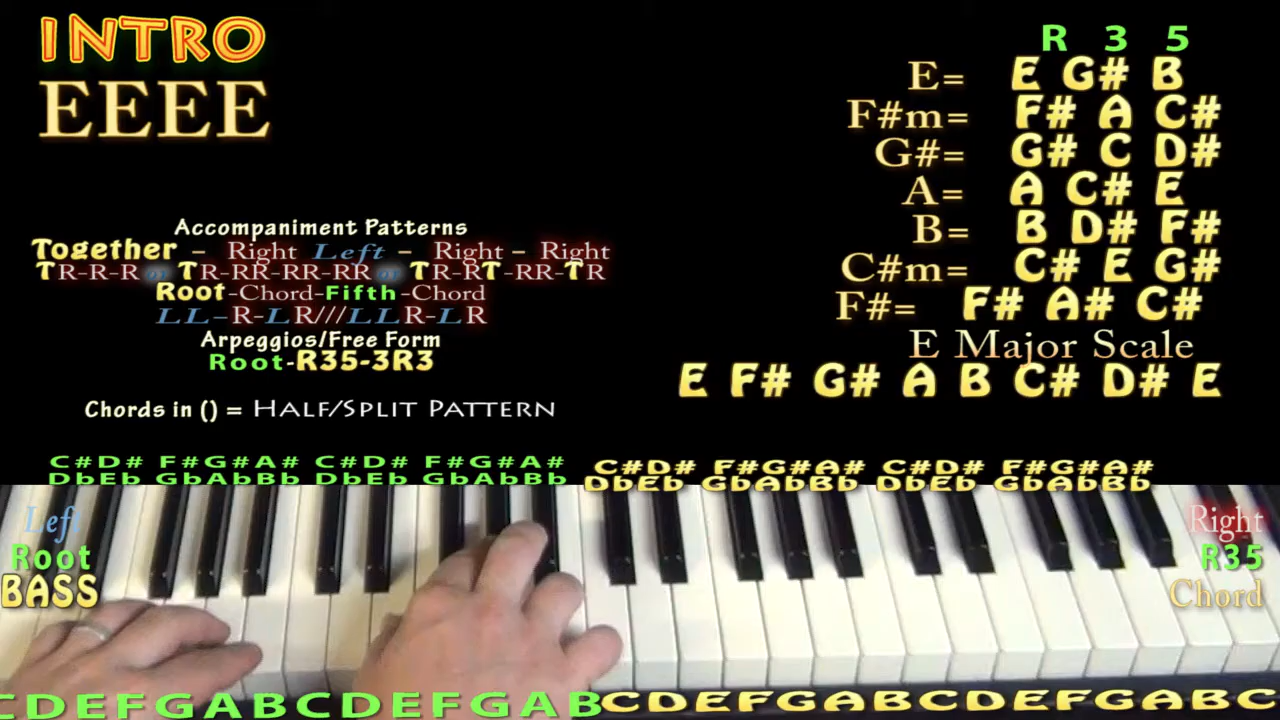 INTRO
EEEE
R 3 5
E= E G# B
F#m= F# A C#
G#= G# C D#
A= A C# E
B= B D# F#
C#m= C# E G#
F#= F# A# C#
E Major Scale
E F# G# A B C# D# E
Accompaniment Patterns
Together - Right Left - Right - Right
TR-R-R or TR-RR-RR-RR or TR-RT-RR-TR
Root-Chord-Fifth-Chord
LL-R-LR///LLR-LR
Arpeggios/Free Form
Root-R35-3R3
Chords in () = Half/Split Pattern
C#D# F#G#A# C#D# F#G#A# C#D# F#G#A# C#D# F#G#A#
DbEb GbAbBb DbEb GbAbBb DbEb GbAbBb DbEb GbAbBb
Left
Root
BASS
Right
R35
Chord
CDEFGABCDEFGABCDEFGABCDEFGABC